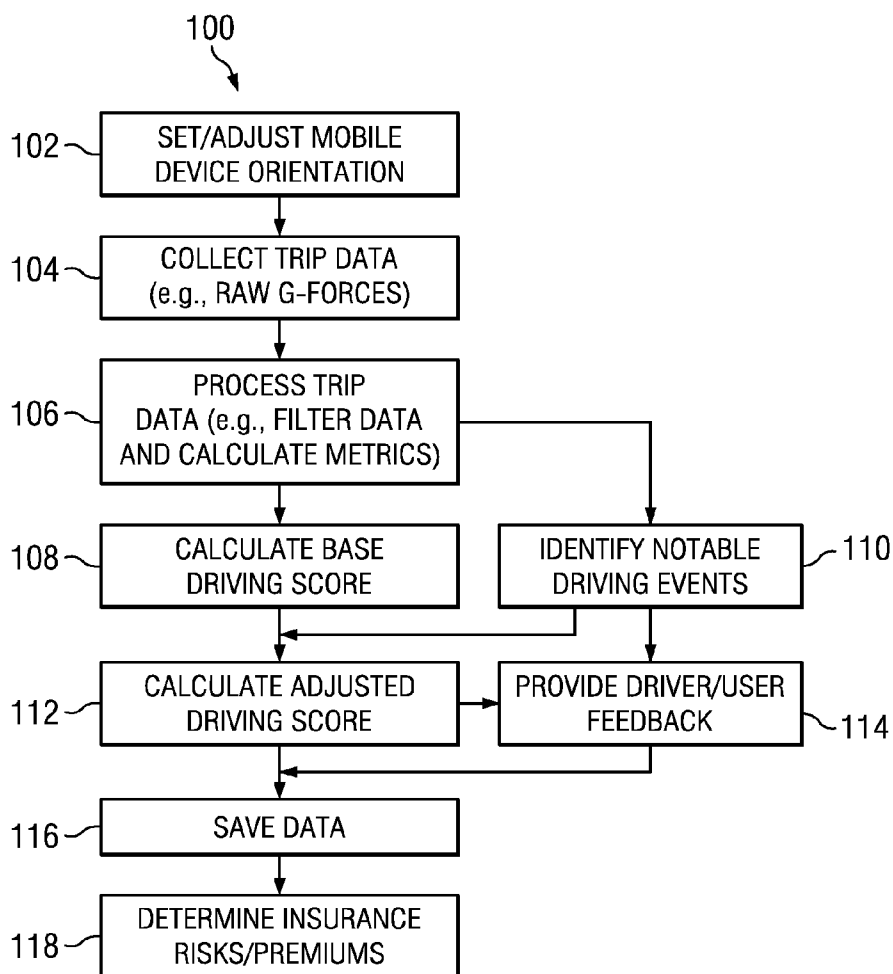 100
102
SET/ADJUST MOBILE
DEVICE ORIENTATION
104
COLLECT TRIP DATA
(e.g., RAW G-FORCES)
106
PROCESS TRIP
DATA (e.g., FILTER DATA
AND CALCULATE METRICS)
108
CALCULATE BASE
DRIVING SCORE
IDENTIFY NOTABLE
DRIVING EVENTS
110
112
CALCULATE ADJUSTED
DRIVING SCORE
PROVIDE DRIVER/USER
FEEDBACK
114
116
SAVE DATA
118
DETERMINE INSURANCE
RISKS/PREMIUMS